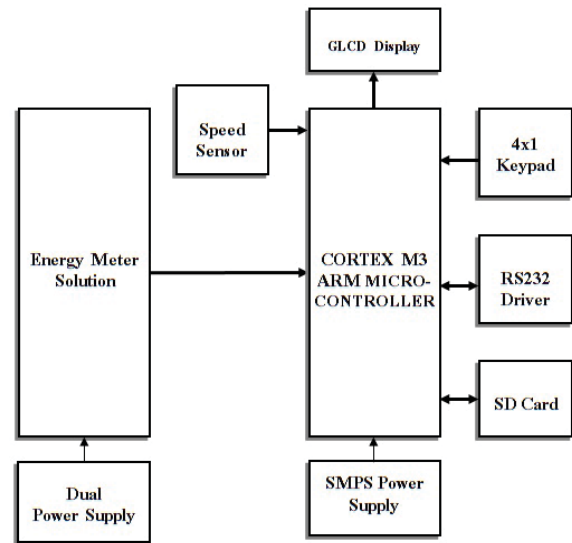 GLCD Display
Speed
Sensor
4x1
Keypad
Energy Meter
Solution
CORTEX M3
ARM MICRO-
CONTROLLER
RS232
Driver
SD Card
Dual
Power Supply
SMPS Power
Supply